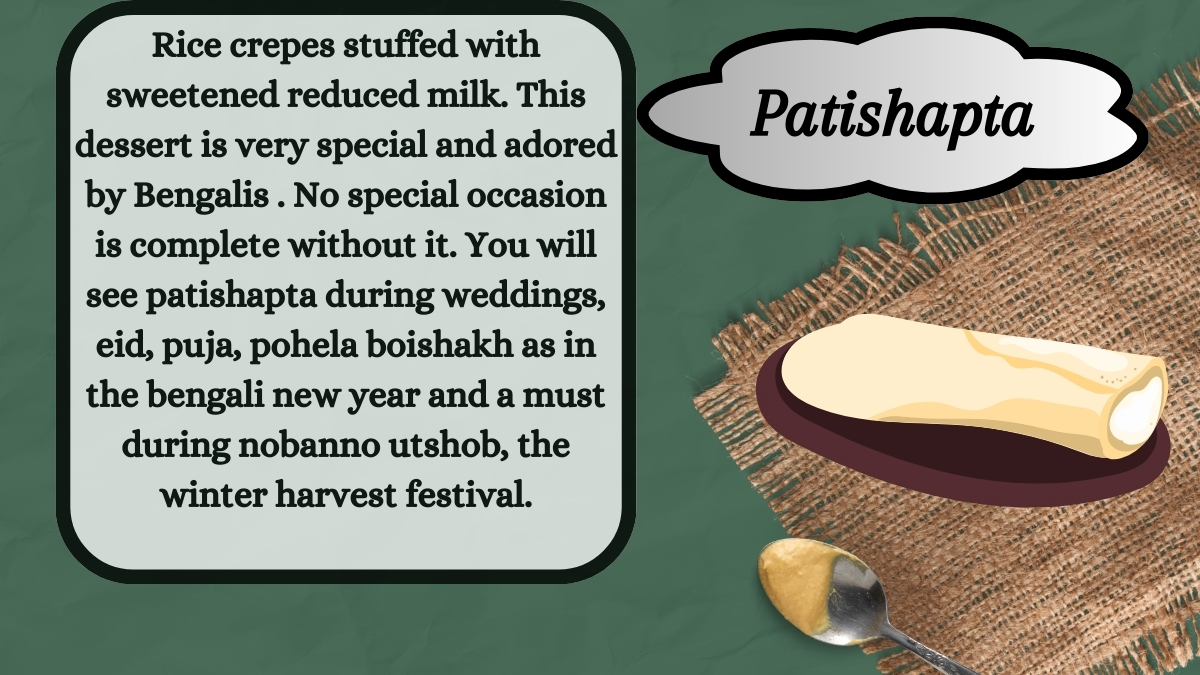 Rice crepes stuffed with
sweetened reduced milk. This
dessert is very special and adored
by Bengalis . No special occasion
is complete without it. You will
see patishapta during weddings,
eid, puja, pohela boishakh as in
the bengali new year and a must
during nobanno utshob, the
winter harvest festival.
Patishapta